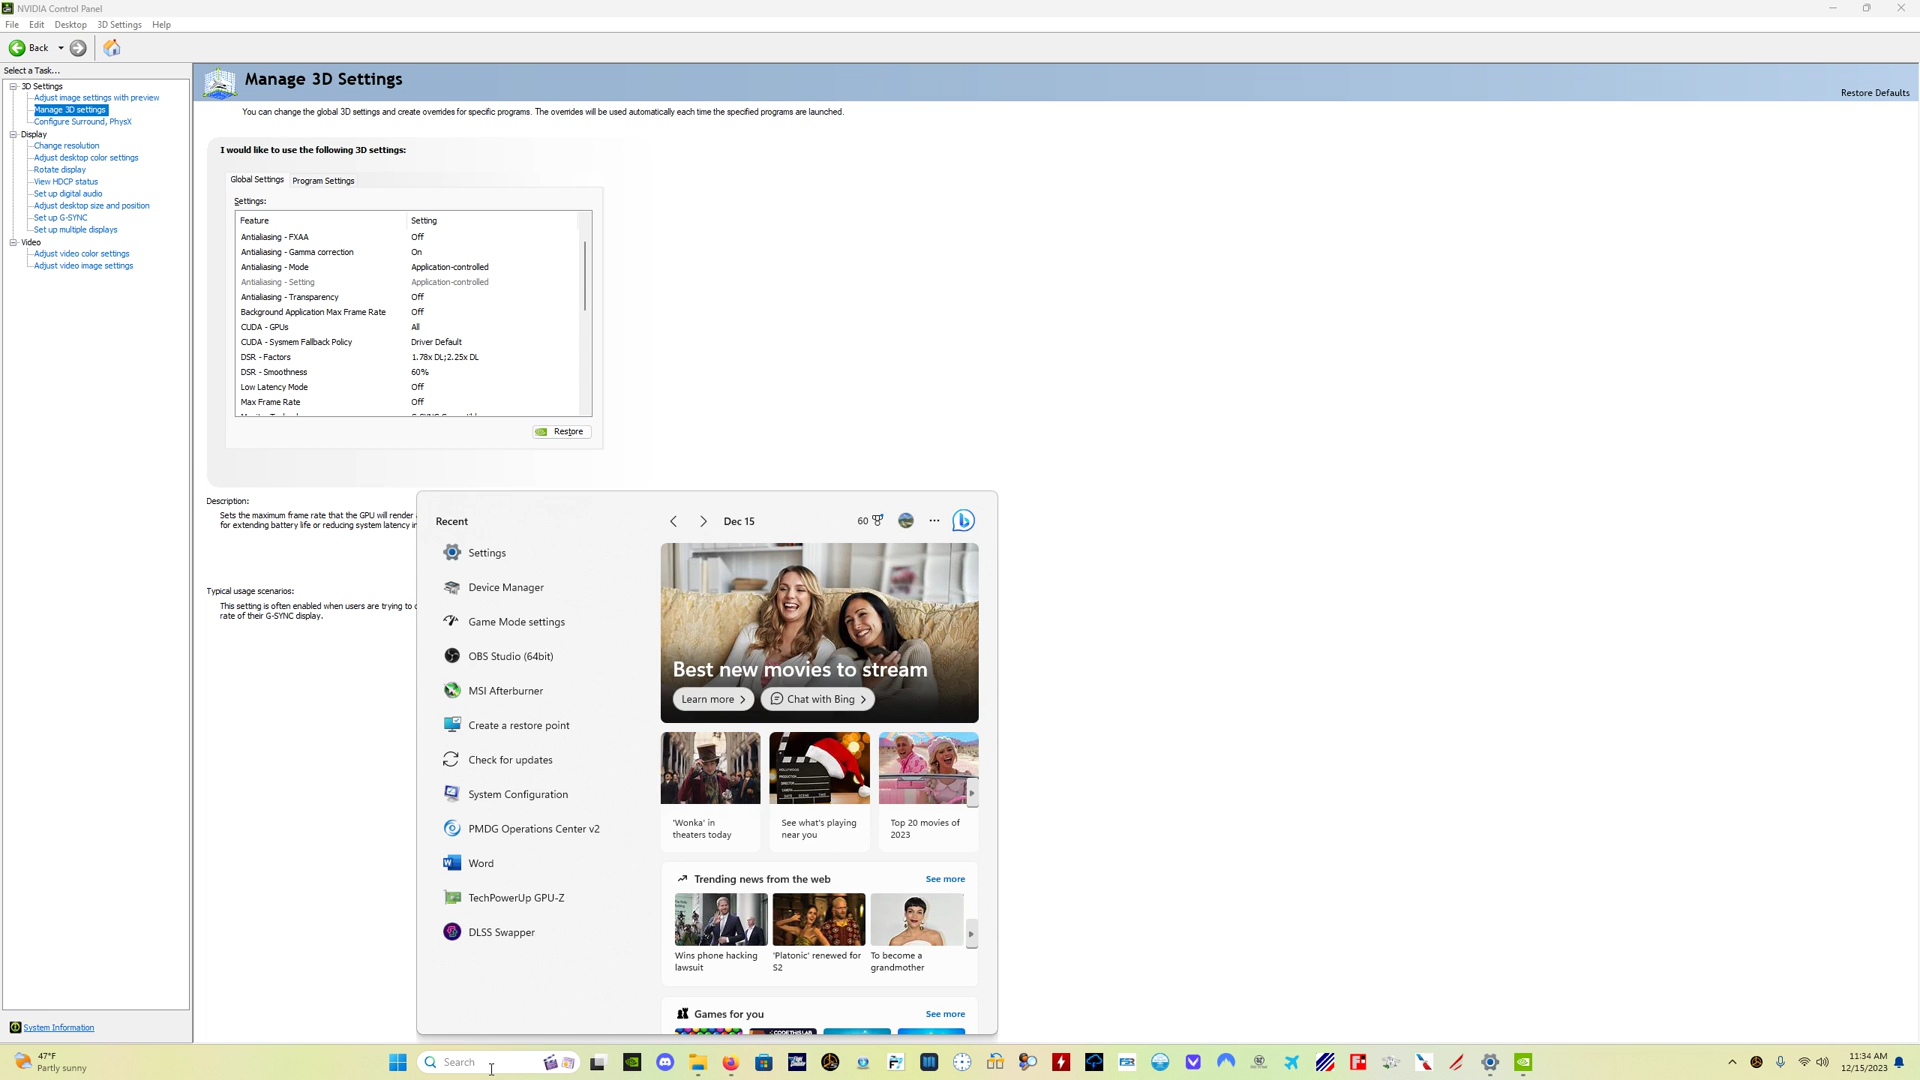 NVIDIA Control Panel
File Edit Desktop 3D Settings Help
Back
Select a Task...
3D Settings
Adjust image settings with preview
Manage 3D settings
Configure Surround, PhysX
Display
Change resolution
Adjust desktop color settings
Rotate display
View HDCP status
Set up digital audio
Adjust desktop size and position
Set up G-SYNC
Set up multiple displays
Video
Adjust video color settings
Adjust video image settings
System Information
Manage 3D Settings
Restore Defaults
You can change the global 3D settings and create overrides for specific programs. The overrides will be used automatically each time the specified programs are launched.
I would like to use the following 3D settings:
Global Settings Program Settings
Settings:
Feature Setting
Antialiasing - FXAA Off
Antialiasing - Gamma correction On
Antialiasing - Mode Application-controlled
Antialiasing - Setting Application-controlled
Antialiasing - Transparency Off
Background Application Max Frame Rate Off
CUDA - GPUs All
CUDA - Sysmem Fallback Policy Driver Default
DSR - Factors 1.78x DL;2.25x DL
DSR - Smoothness 60%
Low Latency Mode Off
Max Frame Rate Off
Restore
Description:
Sets the maximum frame rate that the GPU will render
for extending battery life or reducing system latency in
Typical usage scenarios:
This setting is often enabled when users are trying to
rate of their G-SYNC display.
Recent
Settings
Device Manager
Game Mode settings
OBS Studio (64bit)
MSI Afterburner
Create a restore point
Check for updates
System Configuration
PMDG Operations Center v2
Word
TechPowerUp GPU-Z
DLSS Swapper
Dec 15
60
Best new movies to stream
Learn more
Chat with Bing
'Wonka' in
theaters today
See what's playing
near you
Top 20 movies of
2023
Trending news from the web See more
Wins phone hacking
lawsuit
'Platonic' renewed for
S2
To become a
grandmother
Games for you See more
47°F
Partly sunny
Search
11:34 AM
12/15/2023